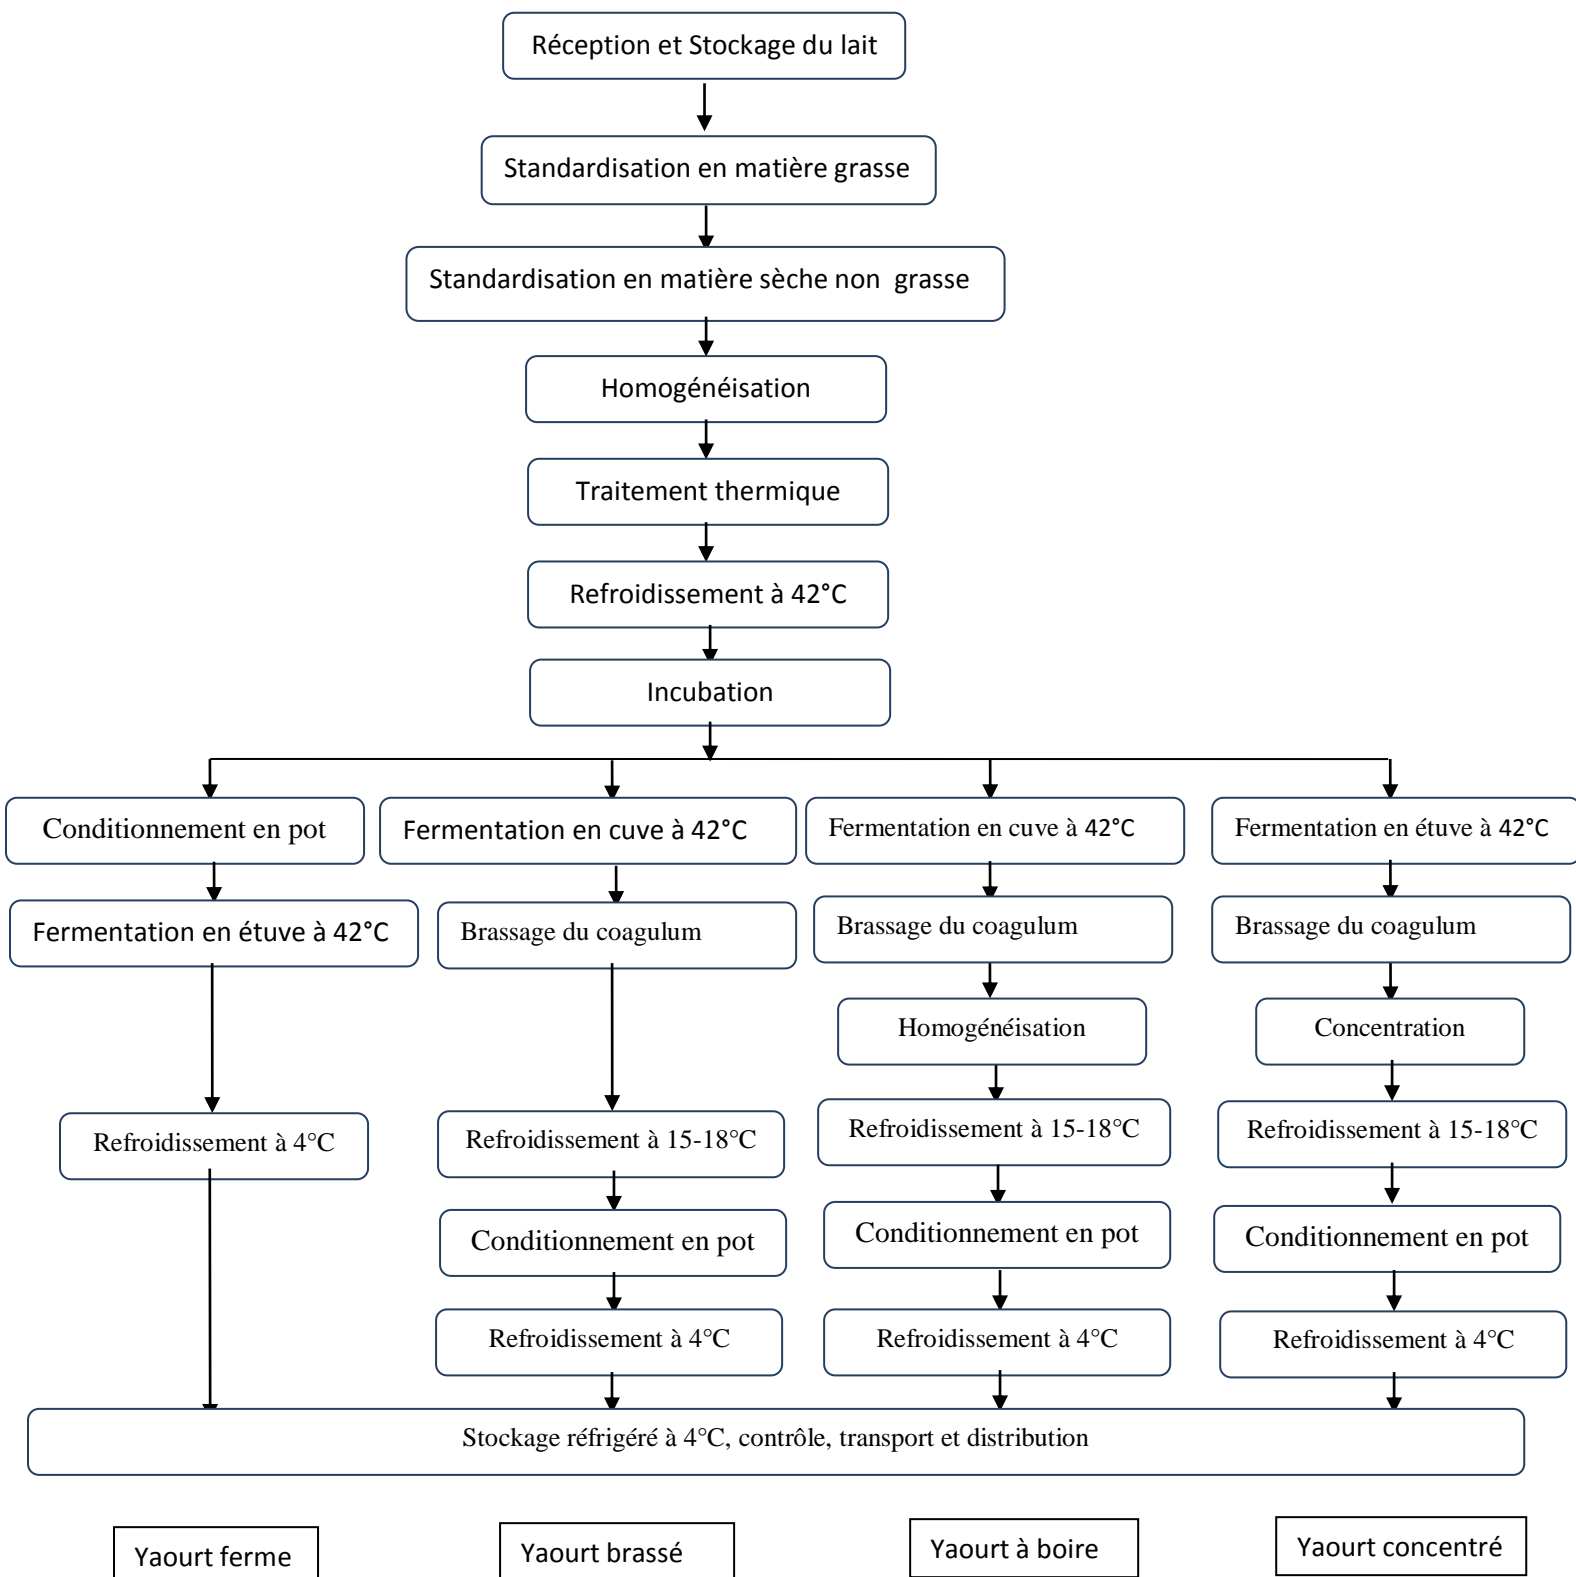 Réception et Stockage du lait
Standardisation en matière grasse
Standardisation en matière sèche non grasse
Homogénéisation
Traitement thermique
Refroidissement à 42°C
Incubation
Conditionnement en pot
Fermentation en cuve à 42°C
Fermentation en cuve à 42°C
Fermentation en étuve à 42°C
Fermentation en étuve à 42°C
Brassage du coagulum
Brassage du coagulum
Brassage du coagulum
Homogénéisation
Concentration
Refroidissement à 4°C
Refroidissement à 15-18°C
Refroidissement à 15-18°C
Refroidissement à 15-18°C
Conditionnement en pot
Conditionnement en pot
Conditionnement en pot
Refroidissement à 4°C
Refroidissement à 4°C
Refroidissement à 4°C
Stockage réfrigéré à 4°C, contrôle, transport et distribution
Yaourt ferme
Yaourt brassé
Yaourt à boire
Yaourt concentré